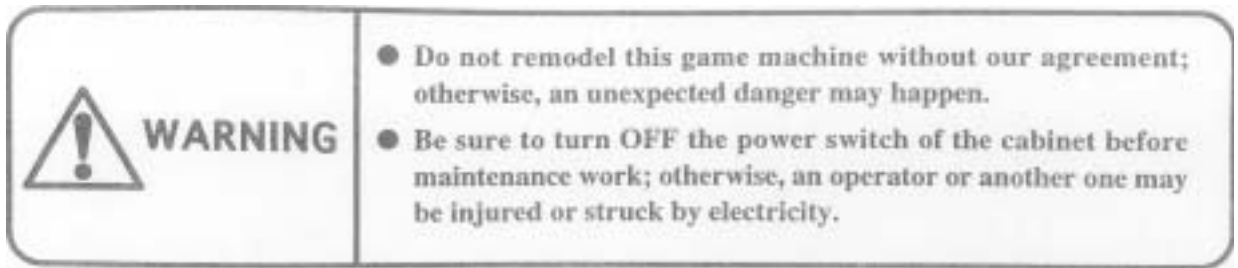 WARNING
● Do not remodel this game machine without our agreement;
otherwise, an unexpected danger may happen.
● Be sure to turn OFF the power switch of the cabinet before
maintenance work; otherwise, an operator or another one may
be injured or struck by electricity.